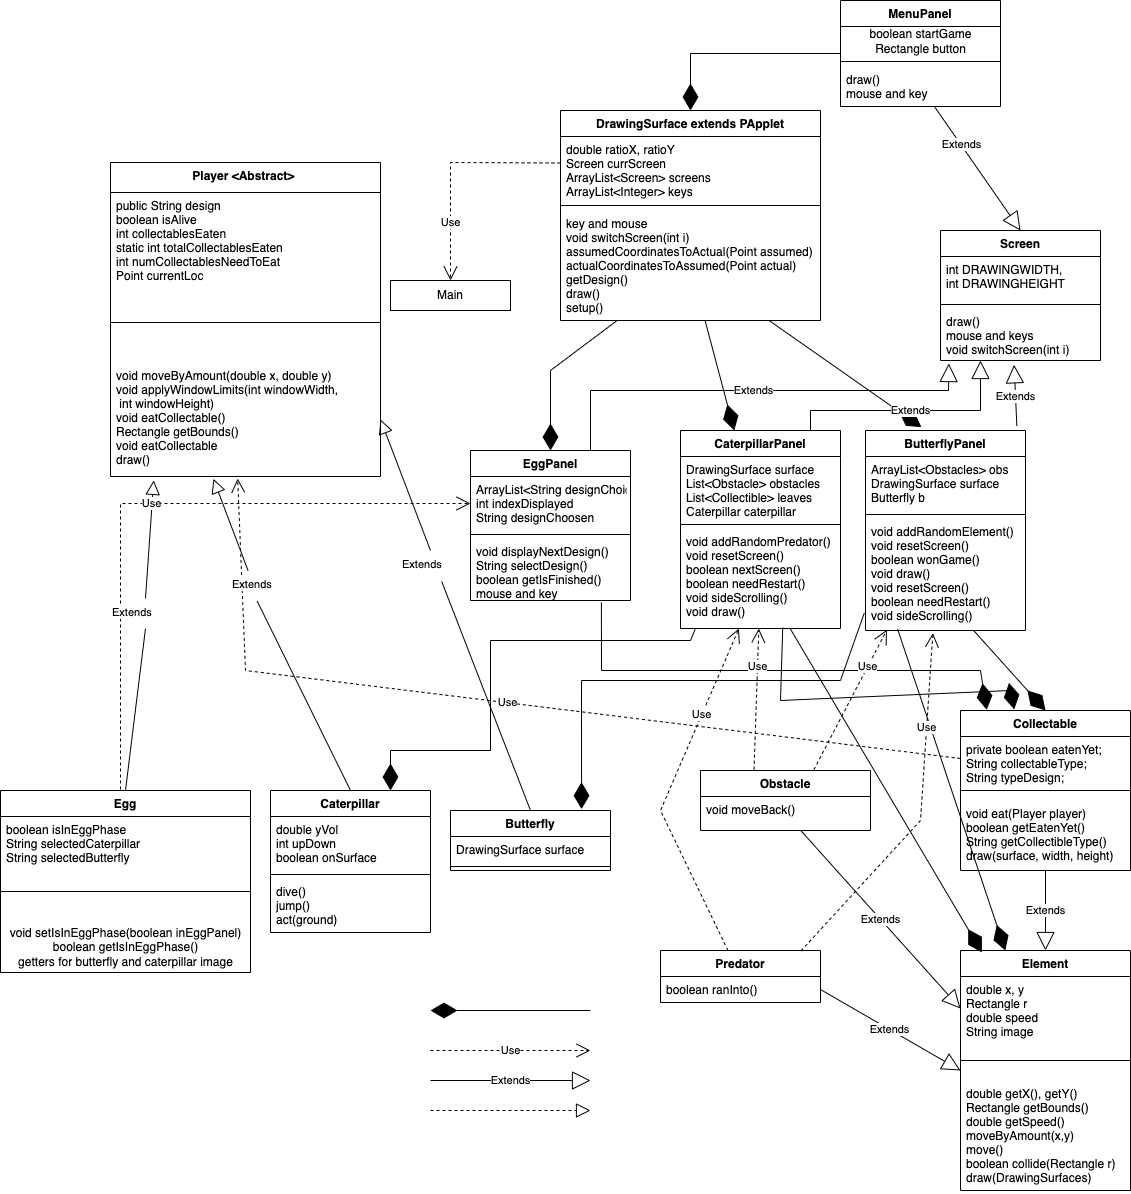 MenuPanel
boolean startGame
Rectangle button
draw()
mouse and key
Extends
DrawingSurface extends PApplet
double ratioX, ratioY
Screen currScreen
ArrayList<Screen> screens
ArrayList<Integer> keys
key and mouse
void switchScreen(int i)
assumedCoordinatesToActual(Point assumed)
actualCoordinatesToAssumed(Point actual)
getDesign()
draw()
setup()
Use
Main
Player <Abstract>
public String design
boolean isAlive
int collectablesEaten
static int totalCollectablesEaten
int numCollectablesNeedToEat
Point currentLoc
void moveByAmount(double x, double y)
void applyWindowLimits(int windowWidth,
int windowHeight)
void eatCollectable()
Rectangle getBounds()
void eatCollectable
draw()
Screen
int DRAWINGWIDTH,
int DRAWINGHEIGHT
draw()
mouse and keys
void switchScreen(int i)
Extends
Extends
Extends
EggPanel
ArrayList<String designChoi
int indexDisplayed
String designChoosen
void displayNextDesign()
String selectDesign()
boolean getIsFinished()
mouse and key
CaterpillarPanel
DrawingSurface surface
List<Obstacle> obstacles
List<Collectible> leaves
Caterpillar caterpillar
void addRandomPredator()
void resetScreen()
boolean nextScreen()
boolean needRestart()
void sideScrolling()
void draw()
ButterflyPanel
ArrayList<Obstacles> obs
DrawingSurface surface
Butterfly b
void addRandomElement()
void resetScreen()
boolean wonGame()
void draw()
void resetScreen()
boolean needRestart()
void sideScrolling()
Use
Extends
Extends
Extends
Use
Use
Use
Use
Use
Collectable
private boolean eatenYet;
String collectableType;
String typeDesign;
void eat(Player player)
boolean getEatenYet()
String getCollectibleType()
draw(surface, width, height)
Obstacle
void moveBack()
Egg
boolean isInEggPhase
String selectedCaterpillar
String selectedButterfly
void setIsInEggPhase(boolean inEggPanel)
boolean getIsInEggPhase()
getters for butterfly and caterpillar image
Caterpillar
double yVol
int upDown
boolean onSurface
dive()
jump()
act(ground)
Butterfly
DrawingSurface surface
Extends
Extends
Extends
Predator
boolean ranInto()
Element
double x, y
Rectangle r
double speed
String image
double getX(), getY()
Rectangle getBounds()
double getSpeed()
moveByAmount(x,y)
move()
boolean collide(Rectangle r)
draw(DrawingSurfaces)
Use
Extends